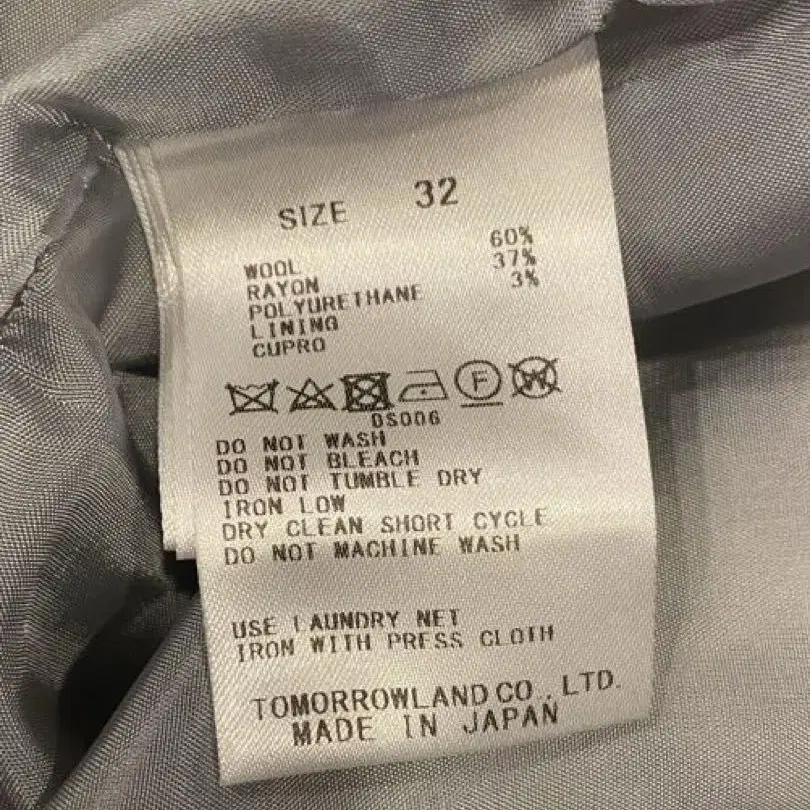 SIZE 32
WOOL 60%
RAYON 37%
POLYURETHANE 3%
LINING
CUPRO
F W
0S006
DO NOT WASH
DO NOT BLEACH
DO NOT TUMBLE DRY
IRON LOW
DRY CLEAN SHORT CYCLE
DO NOT MACHINE WASH
USE LAUNDRY NET
IRON WITH PRESS CLOTH
TOMORROWLAND CO., LTD.
MADE IN JAPAN